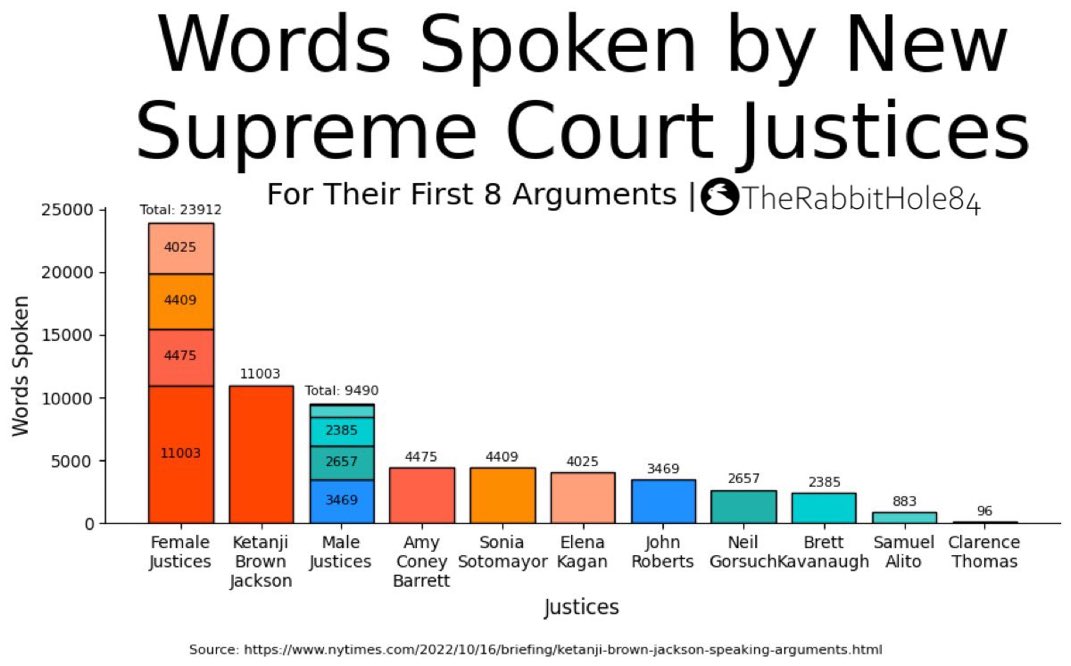 Words Spoken by New
Supreme Court Justices
For Their First 8 Arguments | TheRabbitHole84
Words Spoken
25000
20000
15000
10000
5000
0
Total: 23912
4025
4409
4475
11003
11003
Total: 9490
2385
2657
3469
4475
4409
4025
3469
2657
2385
883
96
Female
Justices
Ketanji
Brown
Jackson
Male
Justices
Amy
Coney
Barrett
Sonia
Sotomayor
Elena
Kagan
John
Roberts
Neil
Gorsuch
Brett
Kavanaugh
Samuel
Alito
Clarence
Thomas
Justices
Source: https://www.nytimes.com/2022/10/16/briefing/ketanji-brown-jackson-speaking-arguments.html